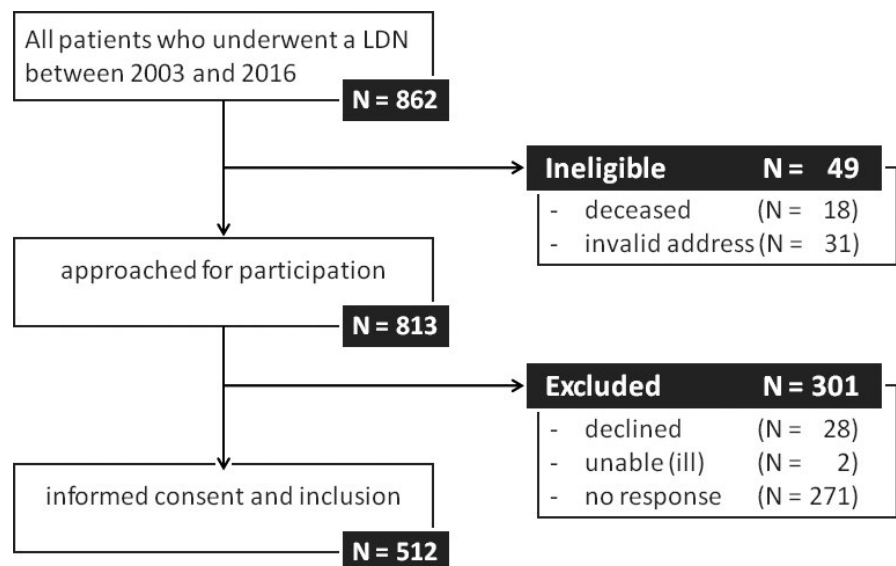 All patients who underwent a LDN
between 2003 and 2016
N = 862
Ineligible N = 49
- deceased (N = 18)
- invalid address (N = 31)
approached for participation
N = 813
Excluded N = 301
- declined (N = 28)
- unable (ill) (N = 2)
- no response (N = 271)
informed consent and inclusion
N = 512